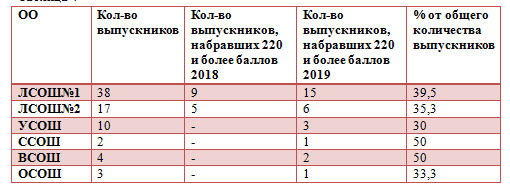 ОО Кол-во выпускников Кол-во выпускников, набравших 220 и более баллов 2018 Кол-во выпускников, набравших 220 и более баллов 2019 % от общего количества выпускников
ЛСОШ№1 38 9 15 39,5
ЛСОШ№2 17 5 6 35,3
УСОШ 10 - 3 30
ССОШ 2 - 1 50
ВСОШ 4 - 2 50
ОСОШ 3 - 1 33,3